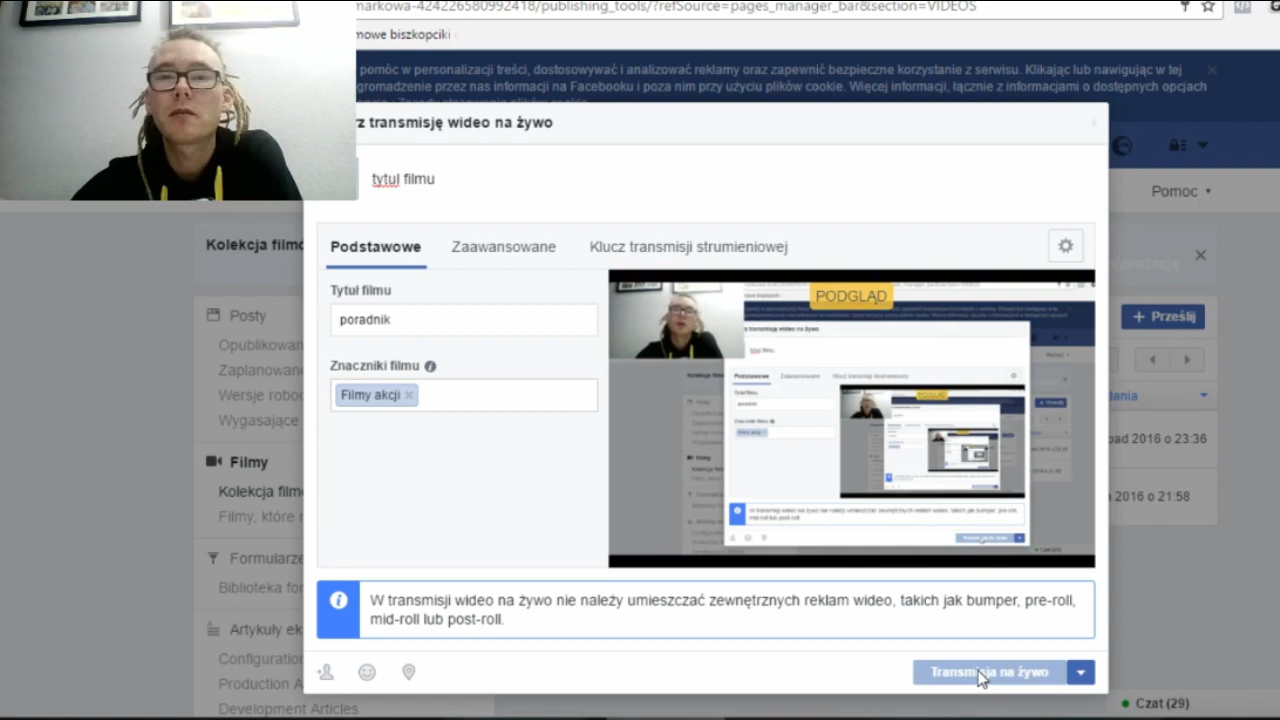 markowa-424226580992418/publishing_tools/?refSource=pages_manager_bar&section=VIDEOS
mowe biszkopciki
pomóc w personalizacji treści, dostosowywać i analizować reklamy oraz zapewnić bezpieczne korzystanie z serwisu. Klikając lub nawigując w tej
gromadzenie przez nas informacji na Facebooku i poza nim przy użyciu plików cookie. Więcej informacji, łącznie z informacjami o dostępnych opcjach
rz transmisję wideo na żywo
tytul filmu
Pomoc
Kolekcja filmo
Podstawowe Zaawansowane Klucz transmisji strumieniowej
Tytuł filmu
poradnik
PODGLĄD
Posty
+ Prześlij
Opublikowan
Zaplanowane
Znaczniki filmu
Wersje robo
Filmy akcji
dania
Wygasające
pad 2016 o 23:36
Filmy
Kolekcja filmo
a 2016 o 21:58
Filmy, które r
Formularze
Biblioteka for
W transmisji wideo na żywo nie należy umieszczać zewnętrznych reklam wideo, takich jak bumper, pre-roll,
mid-roll lub post-roll.
Artykuły ek
Configuration
Production A
Development Articles
Transmisja na żywo
Czat (29)